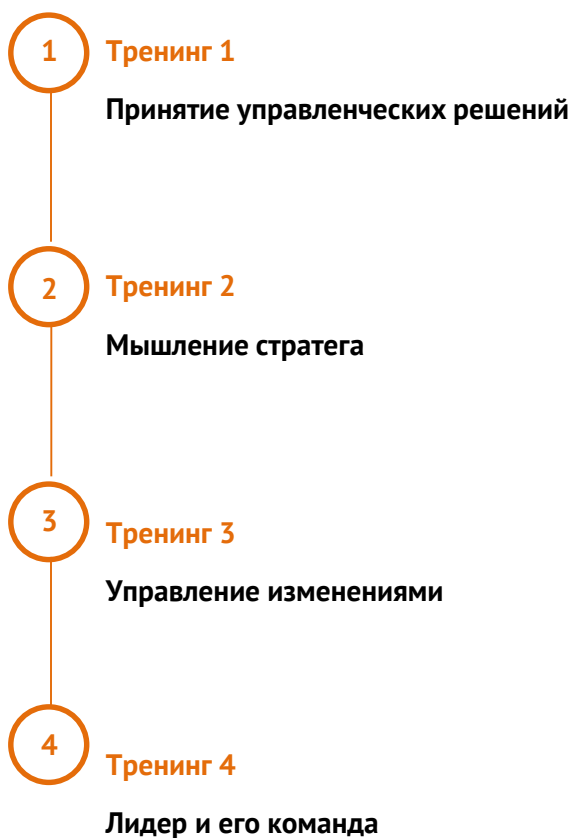 1
Тренинг 1
Принятие управленческих решений
2
Тренинг 2
Мышление стратега
3
Тренинг 3
Управление изменениями
4
Тренинг 4
Лидер и его команда